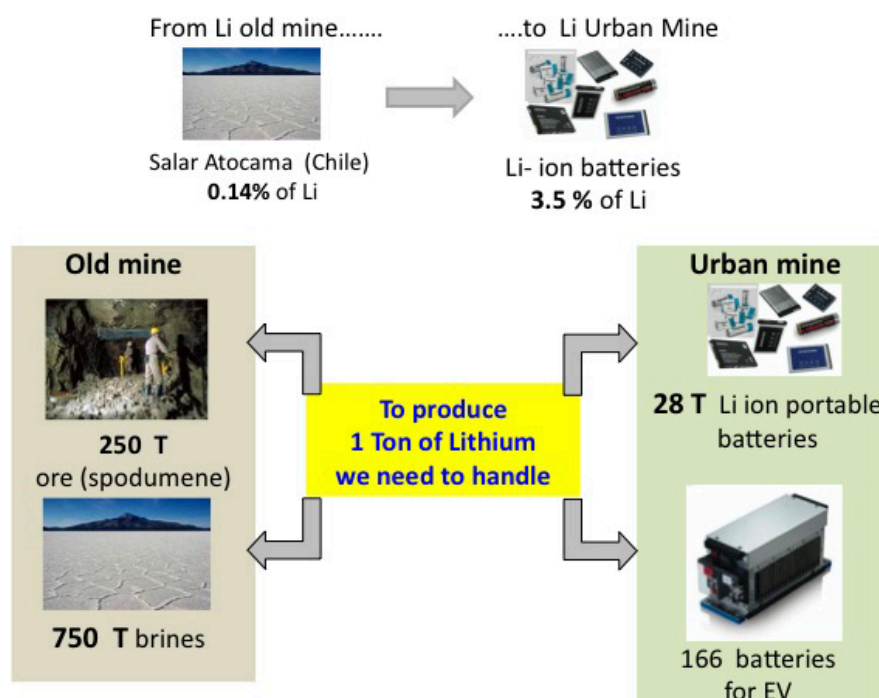 From Li old mine.......
....to Li Urban Mine
Salar Atocama (Chile)
0.14% of Li
Li- ion batteries
3.5 % of Li
Old mine
250 T
ore (spodumene)
750 T brines
To produce
1 Ton of Lithium
we need to handle
Urban mine
28 T Li ion portable
batteries
166 batteries
for EV